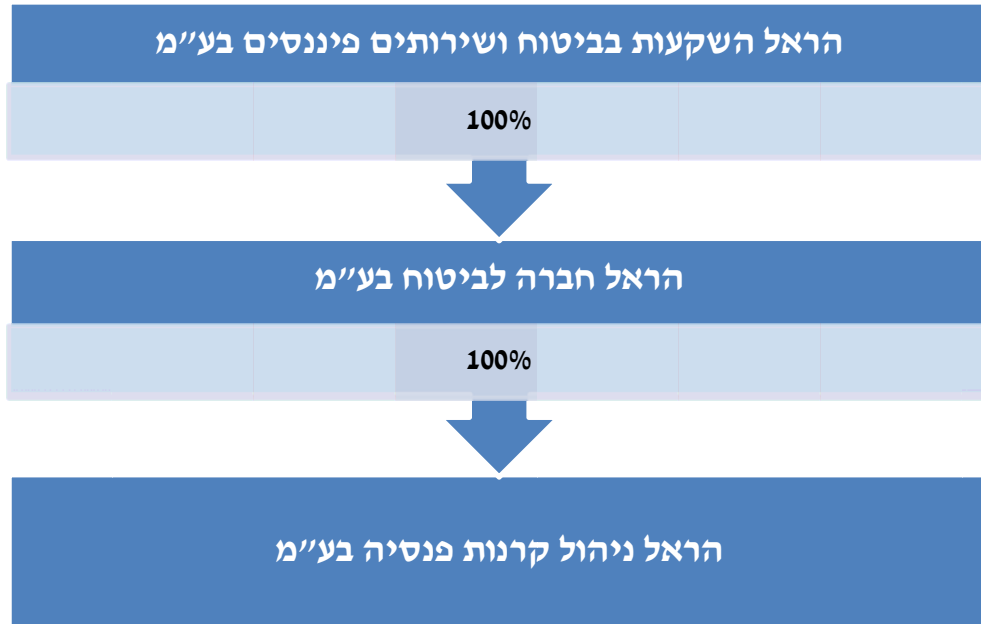 הראל השקעות בביטוח ושירותים פיננסים בע״מ
100%
הראל חברה לביטוח בע״מ
100%
הראל ניהול קרנות פנסיה בע״מ